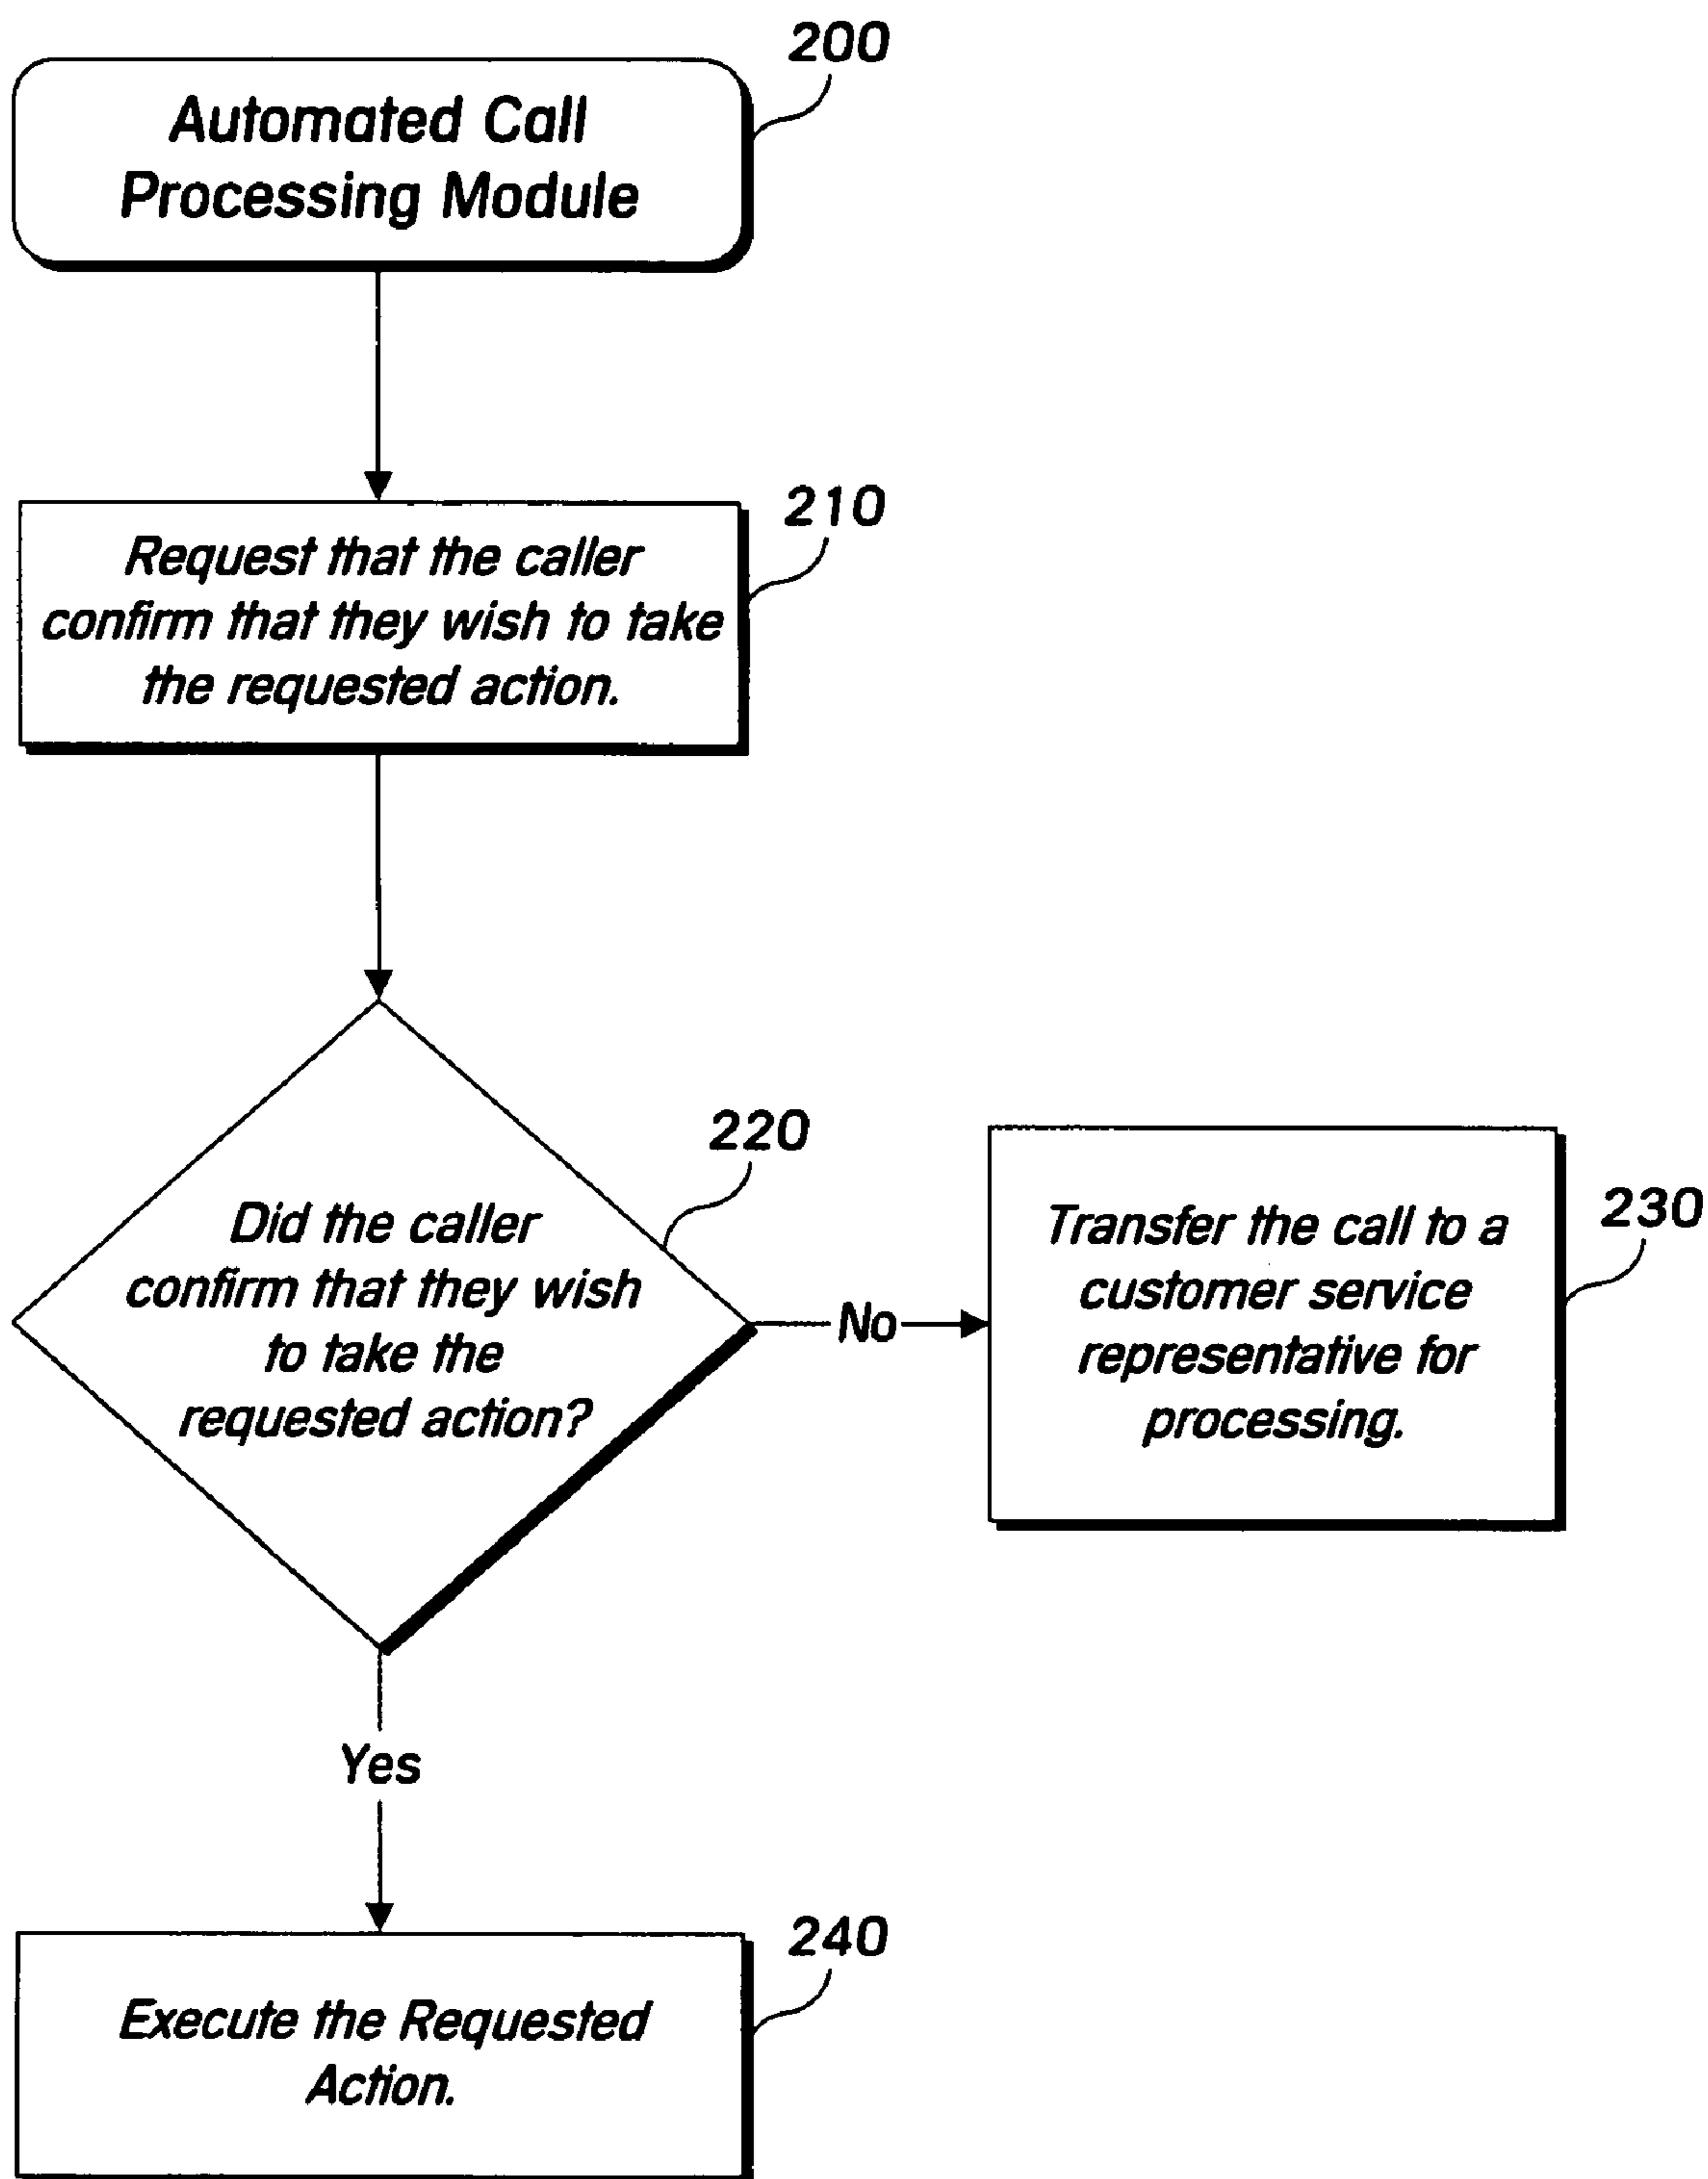 200
Automated Call
Processing Module
210
Request that the caller
confirm that they wish to take
the requested action.
220
Did the caller
confirm that they wish
to take the
requested action?
No
230
Transfer the call to a
customer service
representative for
processing.
Yes
240
Execute the Requested
Action.